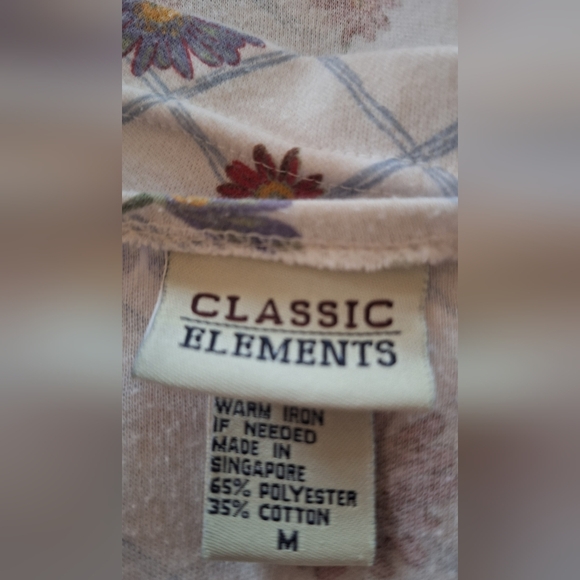 CLASSIC
ELEMENTS
WARM IRON
IF NEEDED
MADE IN
SINGAPORE
65% POLYESTER
35% COTTON
M